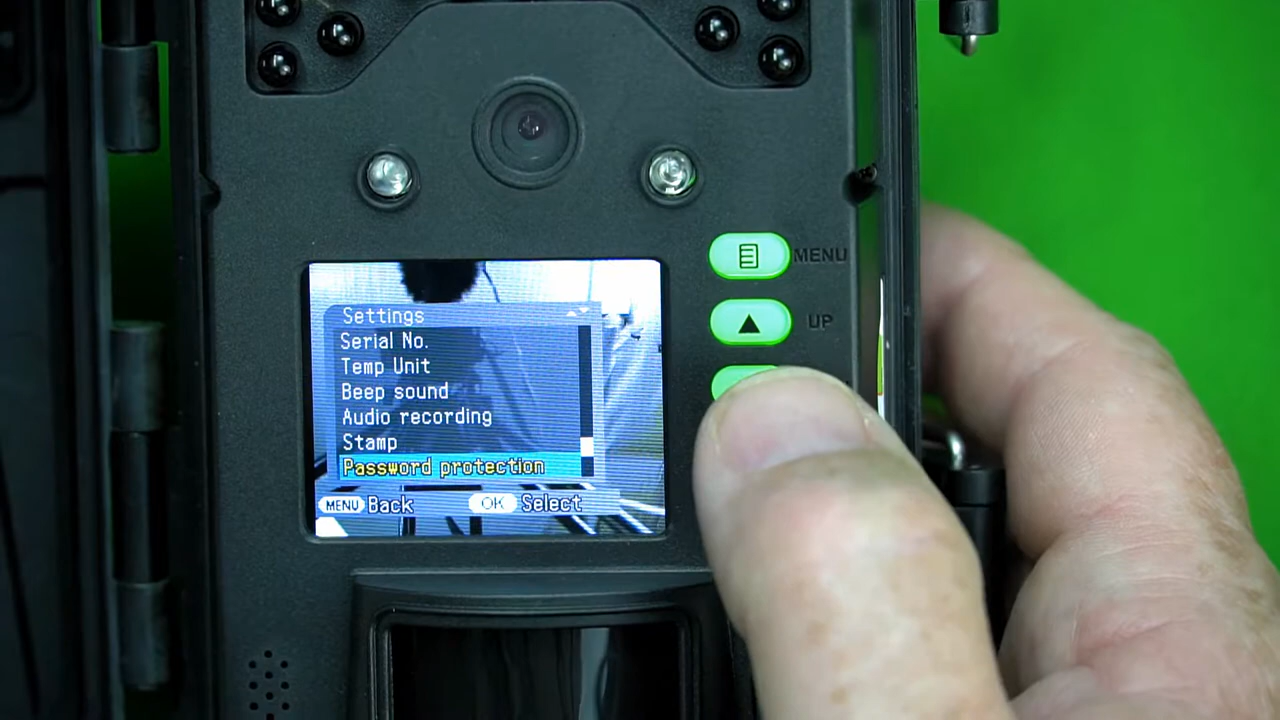 MENU
UP
Settings
Serial No.
Temp Unit
Beep sound
Audio recording
Stamp
Password protection
MENU Back OK Select